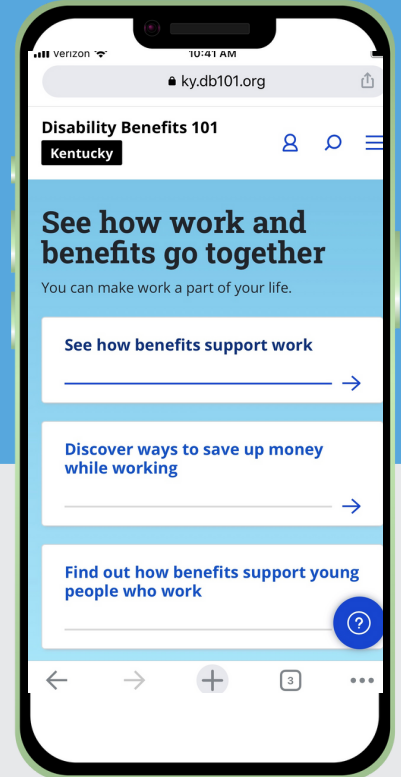 verizon 10:41 AM
ky.db101.org
Disability Benefits 101
Kentucky
See how work and
benefits go together
You can make work a part of your life.
See how benefits support work
Discover ways to save up money
while working
Find out how benefits support young
people who work
?
3